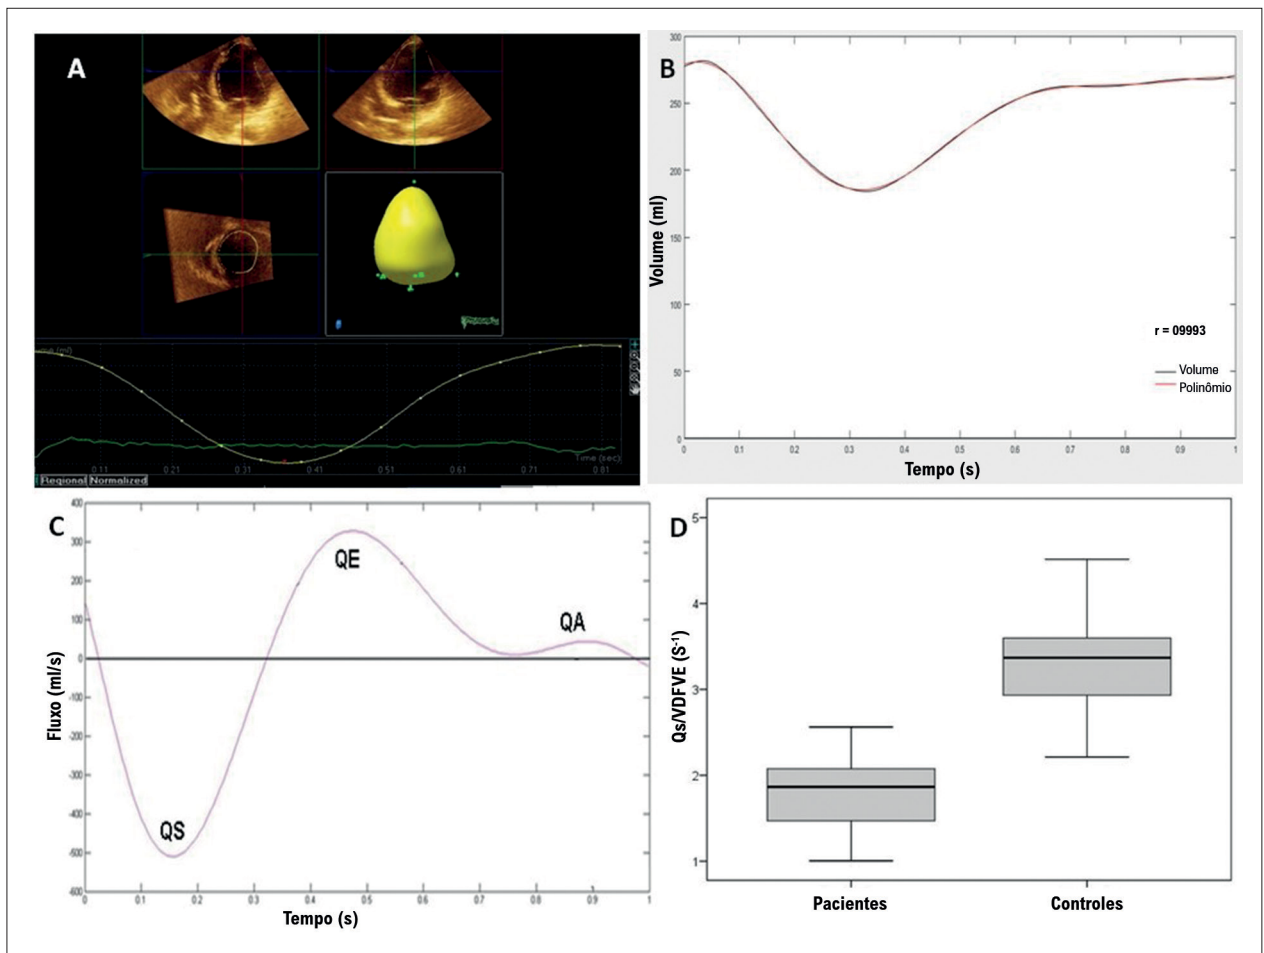 A
Time (sec)
0.11 0.21 0.31 0.41 0.51 0.61 0.71 0.81
Regional Normalized
B
Volume (ml)
300
250
200
150
100
50
0
r = 09993
Volume
Polinômio
0 0.1 0.2 0.3 0.4 0.5 0.6 0.7 0.8 0.9 1
Tempo (s)
C
Fluxo (ml/s)
400
300
200
100
0
-100
-200
-300
-400
-500
-600
QE
QA
QS
0 0.1 0.2 0.3 0.4 0.5 0.6 0.7 0.8 0.9 1
Tempo (s)
D
Qs/VDFVE (S⁻¹)
5
4
3
2
1
Pacientes Controles